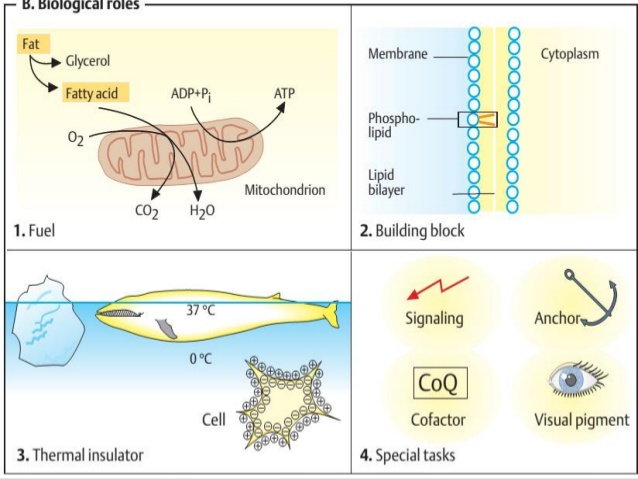 B. Biological roles
Fat
Glycerol
Fatty acid
ADP+Pi
ATP
O2
Mitochondrion
CO2
H2O
1. Fuel
Membrane
Cytoplasm
Phospho-
lipid
Lipid
bilayer
2. Building block
37 °C
0 °C
Cell
3. Thermal insulator
Signaling
Anchor
CoQ
Cofactor
Visual pigment
4. Special tasks